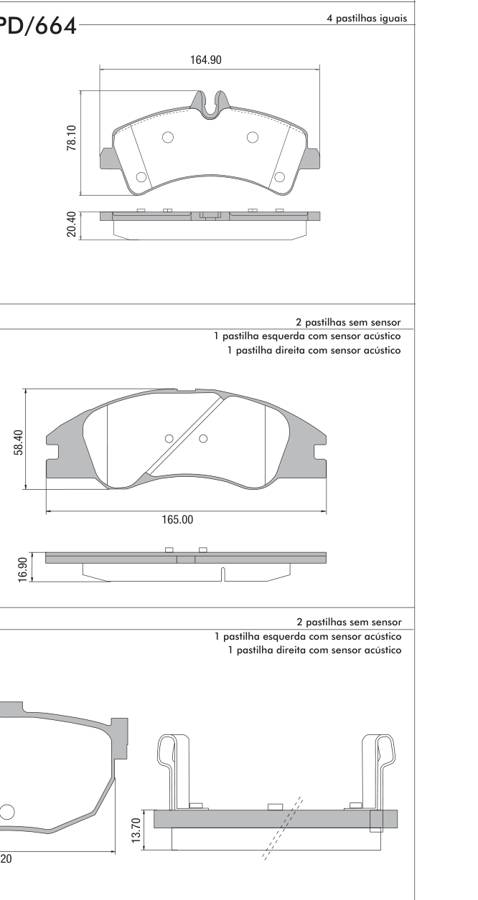 PD/664
4 pastilhas iguais
164.90
78.10
20.40
2 pastilhas sem sensor
1 pastilha esquerda com sensor acústico
1 pastilha direita com sensor acústico
58.40
165.00
16.90
2 pastilhas sem sensor
1 pastilha esquerda com sensor acústico
1 pastilha direita com sensor acústico
13.70
20